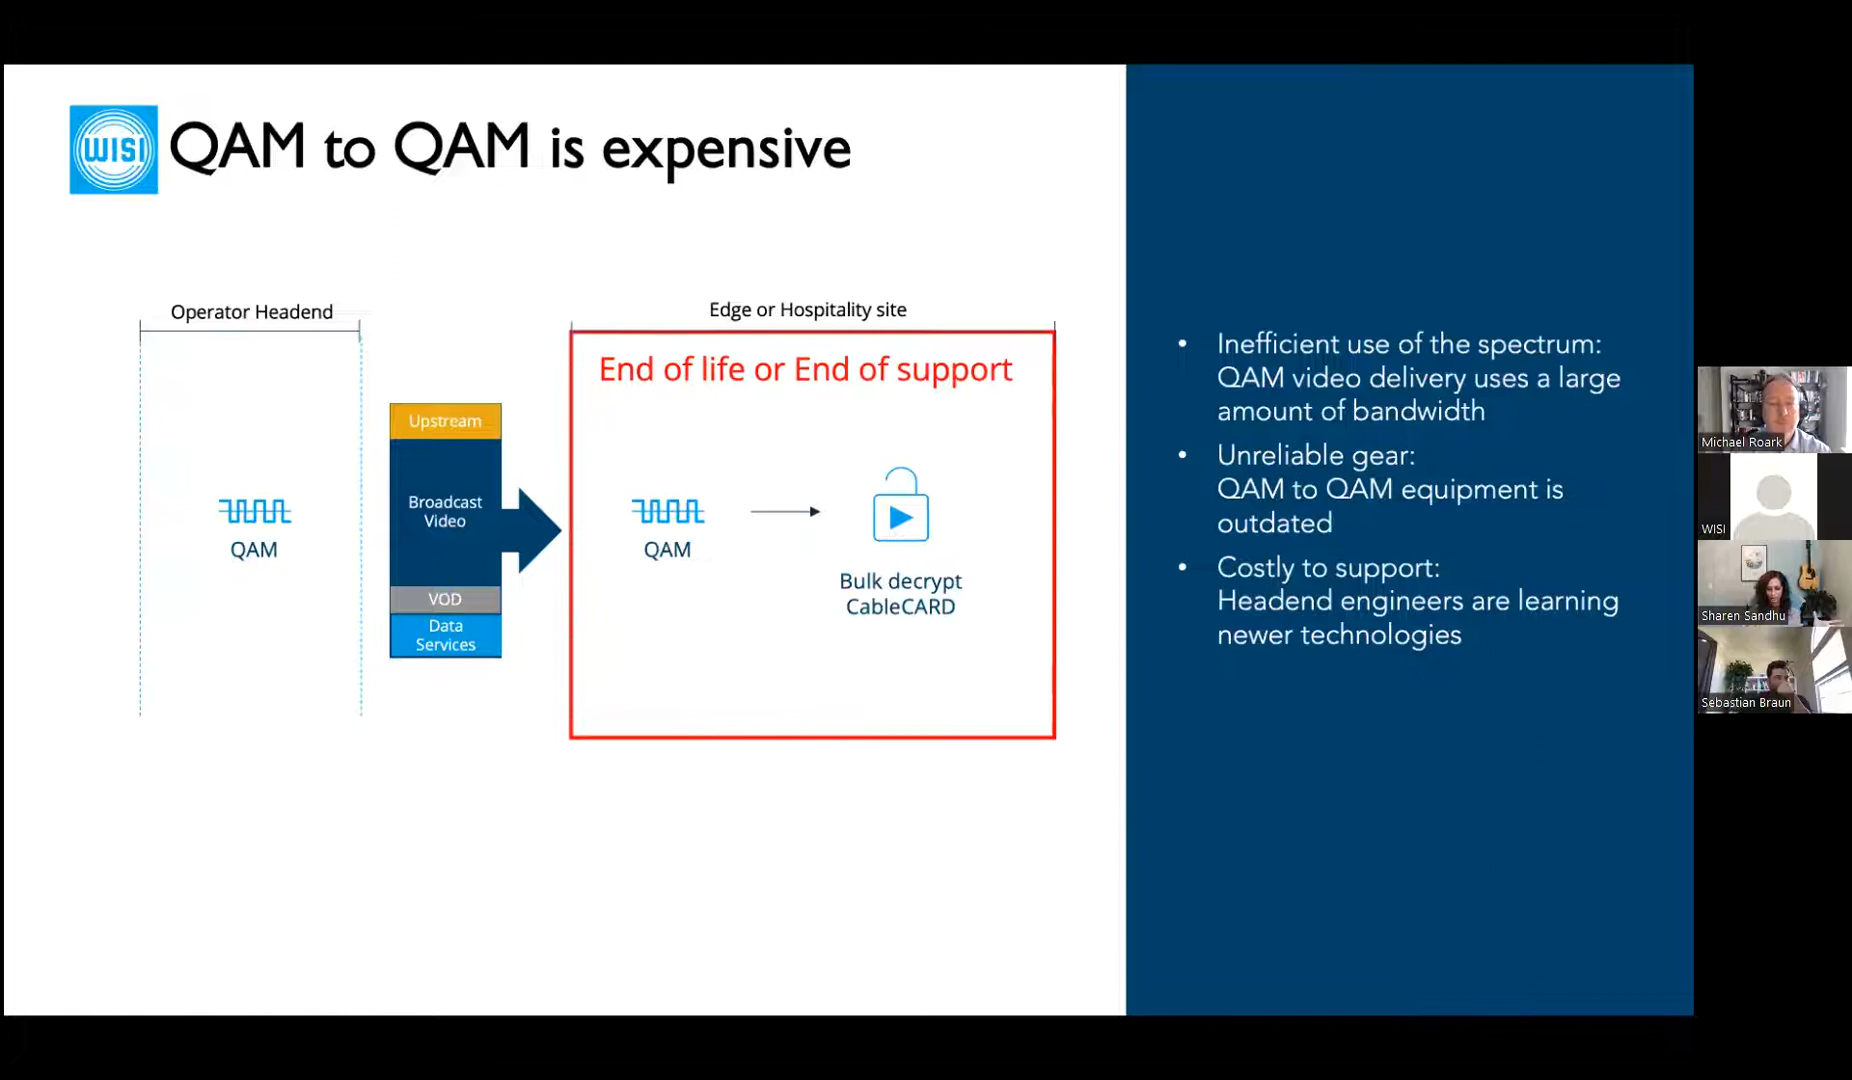 WISI
QAM to QAM is expensive
Operator Headend
Edge or Hospitality site
End of life or End of support
Upstream
Broadcast
Video
VOD
Data
Services
QAM
QAM
Bulk decrypt
CableCARD
• Inefficient use of the spectrum:
QAM video delivery uses a large
amount of bandwidth
• Unreliable gear:
QAM to QAM equipment is
outdated
• Costly to support:
Headend engineers are learning
newer technologies
Michael Roark
WISI
Sharen Sandhu
Sebastian Braun